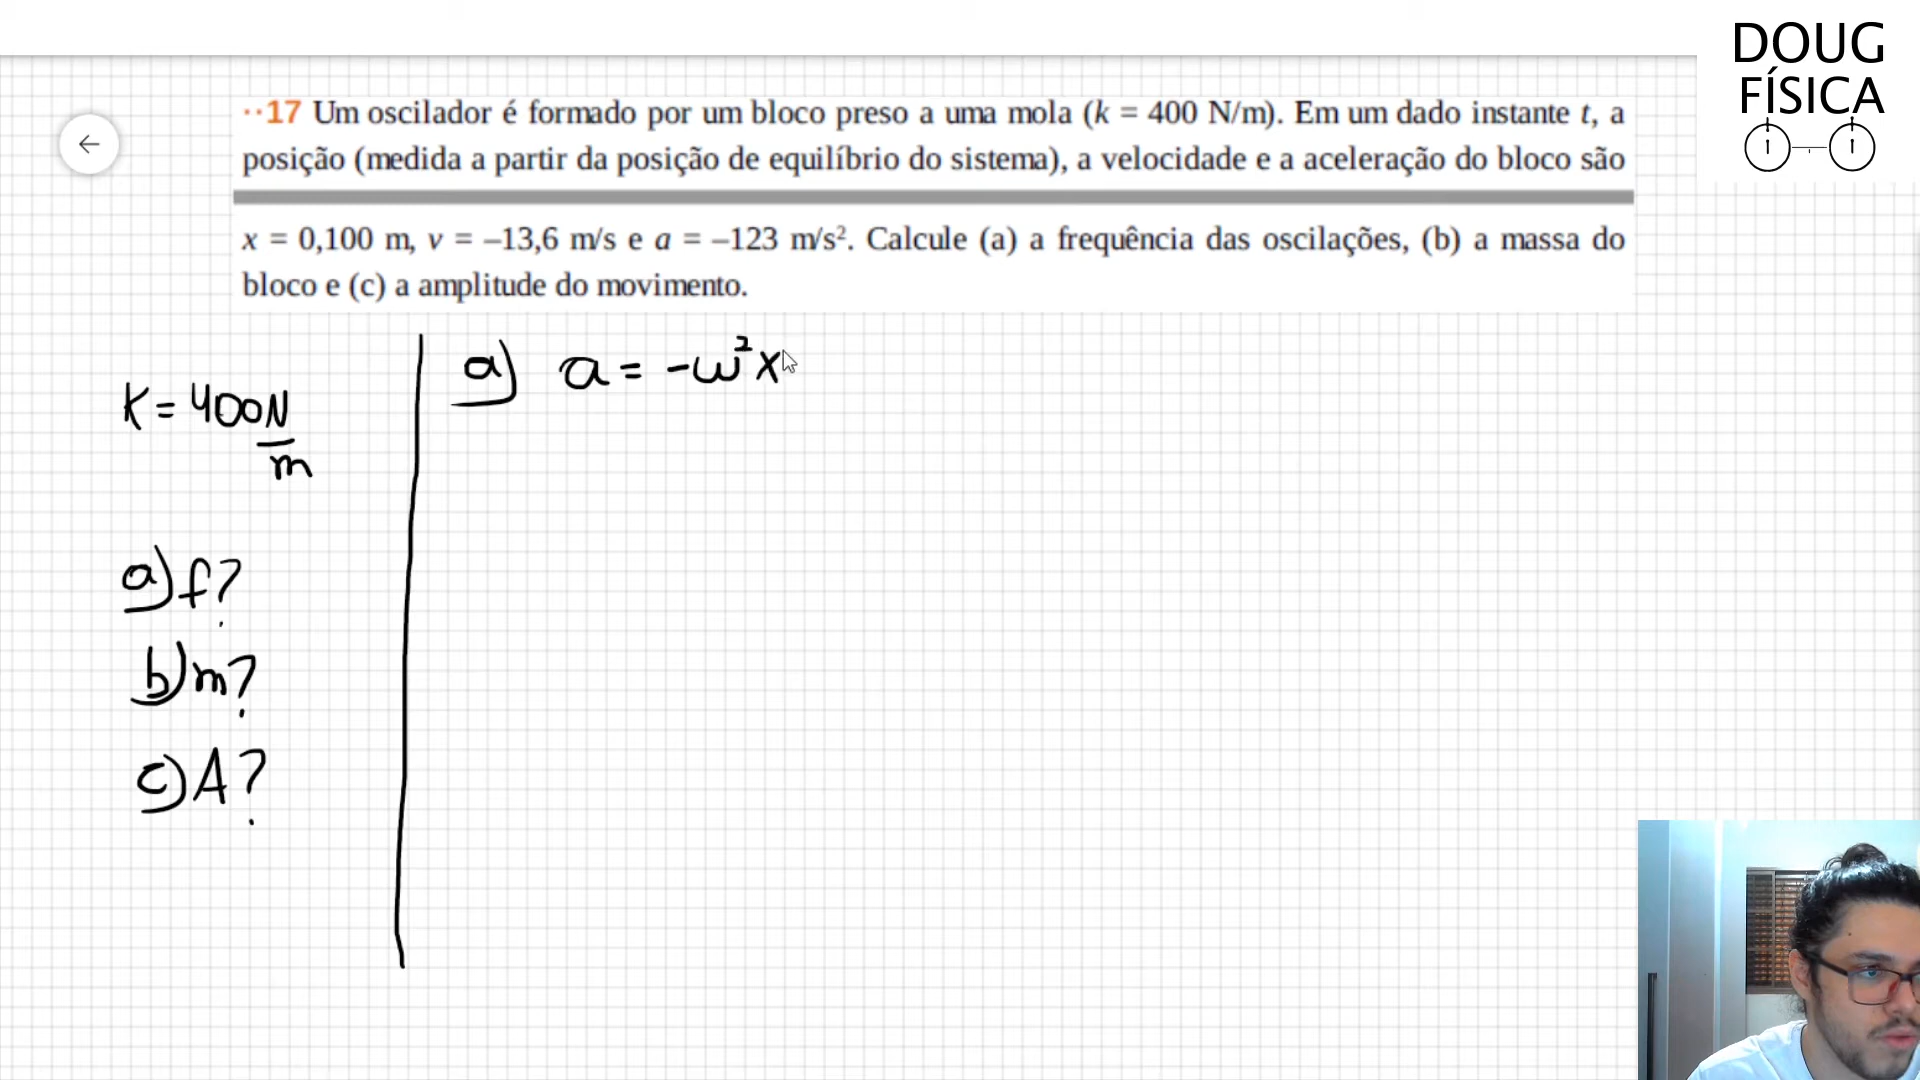 DOUG
FÍSICA
··17 Um oscilador é formado por um bloco preso a uma mola (k = 400 N/m). Em um dado instante t, a
posição (medida a partir da posição de equilíbrio do sistema), a velocidade e a aceleração do bloco são
x = 0,100 m, v = –13,6 m/s e a = –123 m/s². Calcule (a) a frequência das oscilações, (b) a massa do
bloco e (c) a amplitude do movimento.
a) a = -ω²x
K = 400 N
m
a) f?
b) m?
c) A?